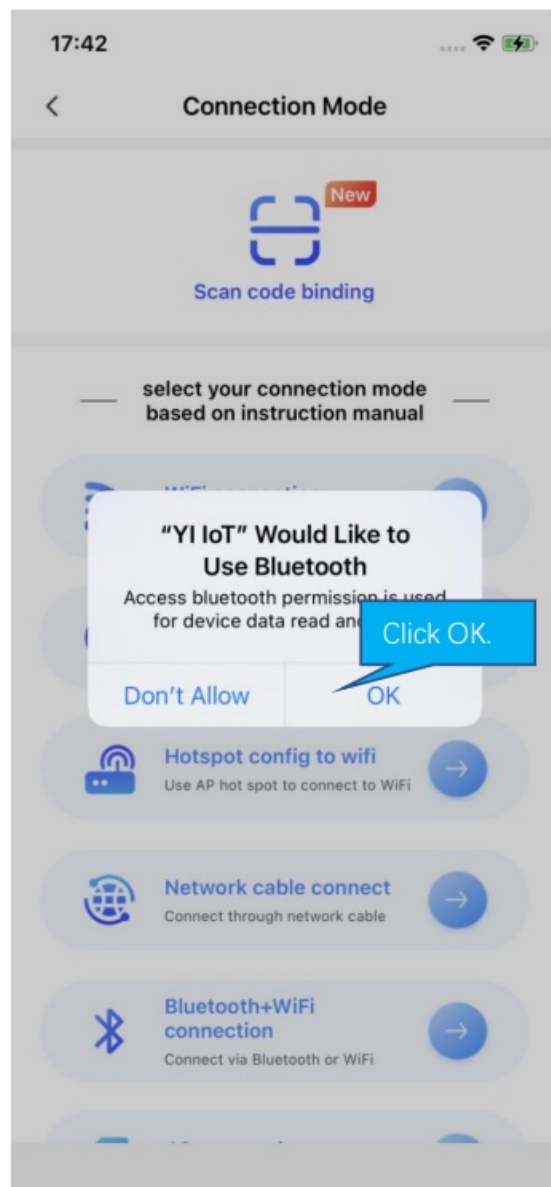 17:42
Connection Mode
New
Scan code binding
select your connection mode
based on instruction manual
"YI IoT" Would Like to
Use Bluetooth
Access bluetooth permission is used
for device data read and
Click OK.
Don't Allow
OK
Hotspot config to wifi
Use AP hot spot to connect to WiFi
Network cable connect
Connect through network cable
Bluetooth+WiFi
connection
Connect via Bluetooth or WiFi